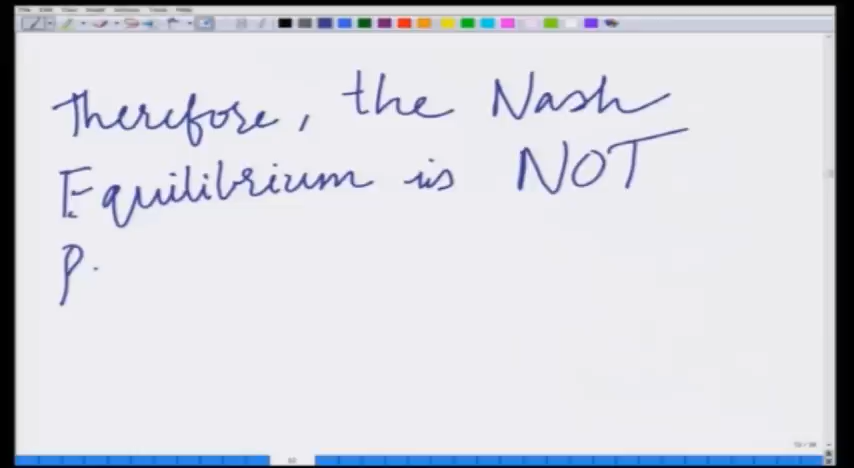 Therefore, the Nash
Equilibrium is NOT
P.